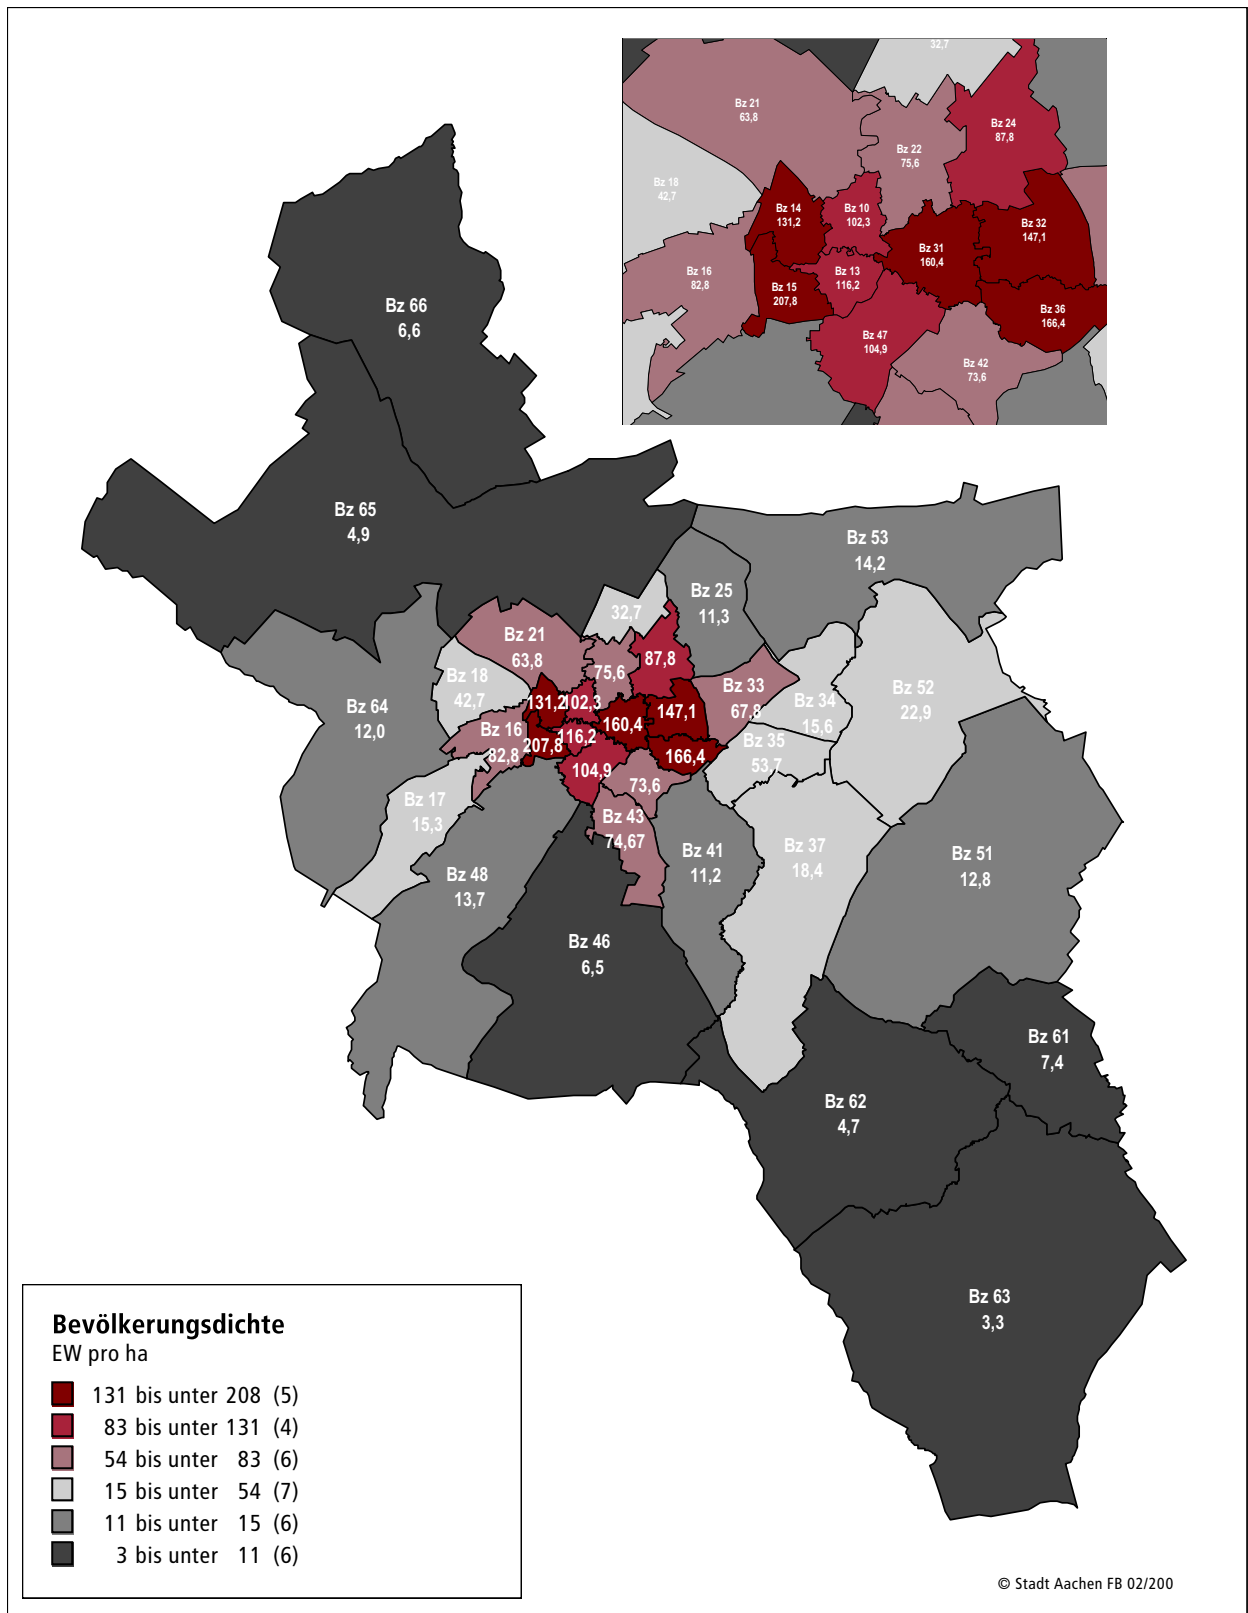 32,7
Bz 21
63,8
Bz 24
87,8
Bz 22
75,6
Bz 18
42,7
Bz 14
131,2
Bz 10
102,3
Bz 32
147,1
Bz 31
160,4
Bz 16
82,8
Bz 13
116,2
Bz 15
207,8
Bz 36
166,4
Bz 47
104,9
Bz 42
73,6
Bz 66
6,6
Bz 65
4,9
Bz 53
14,2
Bz 25
11,3
32,7
Bz 21
63,8
75,6
87,8
Bz 18
42,7
Bz 33
67,8
Bz 34
15,6
Bz 52
22,9
Bz 64
12,0
131,2
102,3
160,4
147,1
Bz 16
82,8
207,8
116,2
166,4
Bz 35
53,7
104,9
73,6
Bz 17
15,3
Bz 43
74,67
Bz 41
11,2
Bz 37
18,4
Bz 51
12,8
Bz 48
13,7
Bz 46
6,5
Bz 61
7,4
Bz 62
4,7
Bz 63
3,3
Bevölkerungsdichte
EW pro ha
131 bis unter 208 (5)
83 bis unter 131 (4)
54 bis unter 83 (6)
15 bis unter 54 (7)
11 bis unter 15 (6)
3 bis unter 11 (6)
© Stadt Aachen FB 02/200